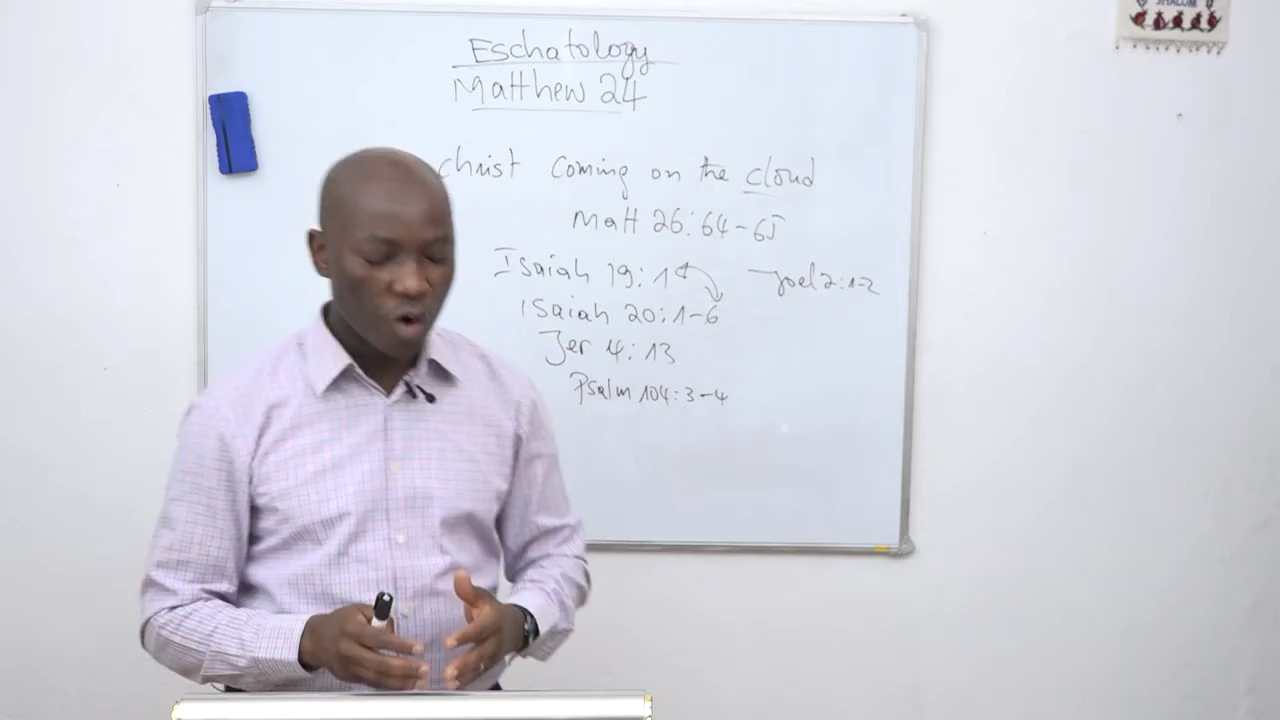 SHALOM
Eschatology
Matthew 24
christ coming on the cloud
Matt 26:64-65
Isaiah 19:1
Joel 2:1-2
Isaiah 20:1-6
Jer 4:13
Psalm 104:3-4